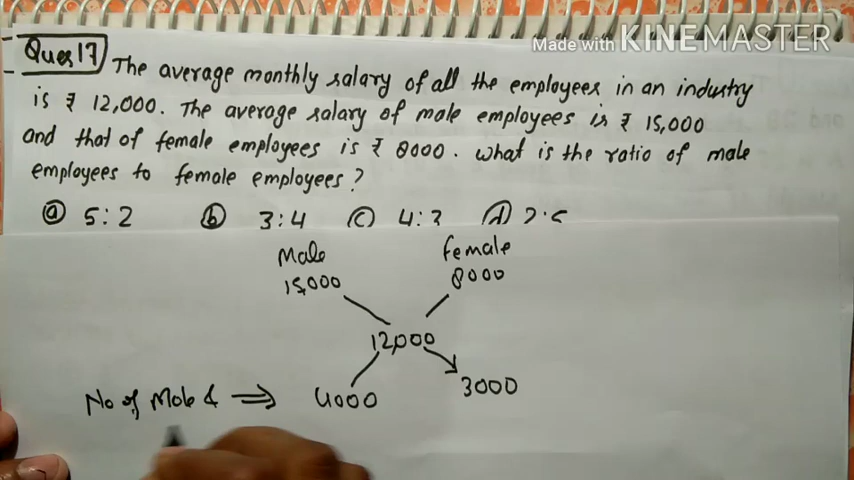 Made with KINEMASTER
Ques 17 The average monthly salary of all the employees in an industry
is ₹ 12,000. The average salary of male employees is ₹ 15,000
and that of female employees is ₹ 8000. What is the ratio of male
employees to female employees?
(a) 5:2 (b) 3:4 (c) 4:3 (d)
Male female
15,000 8000
12,000
No of Male & ⇒ 4000 3000